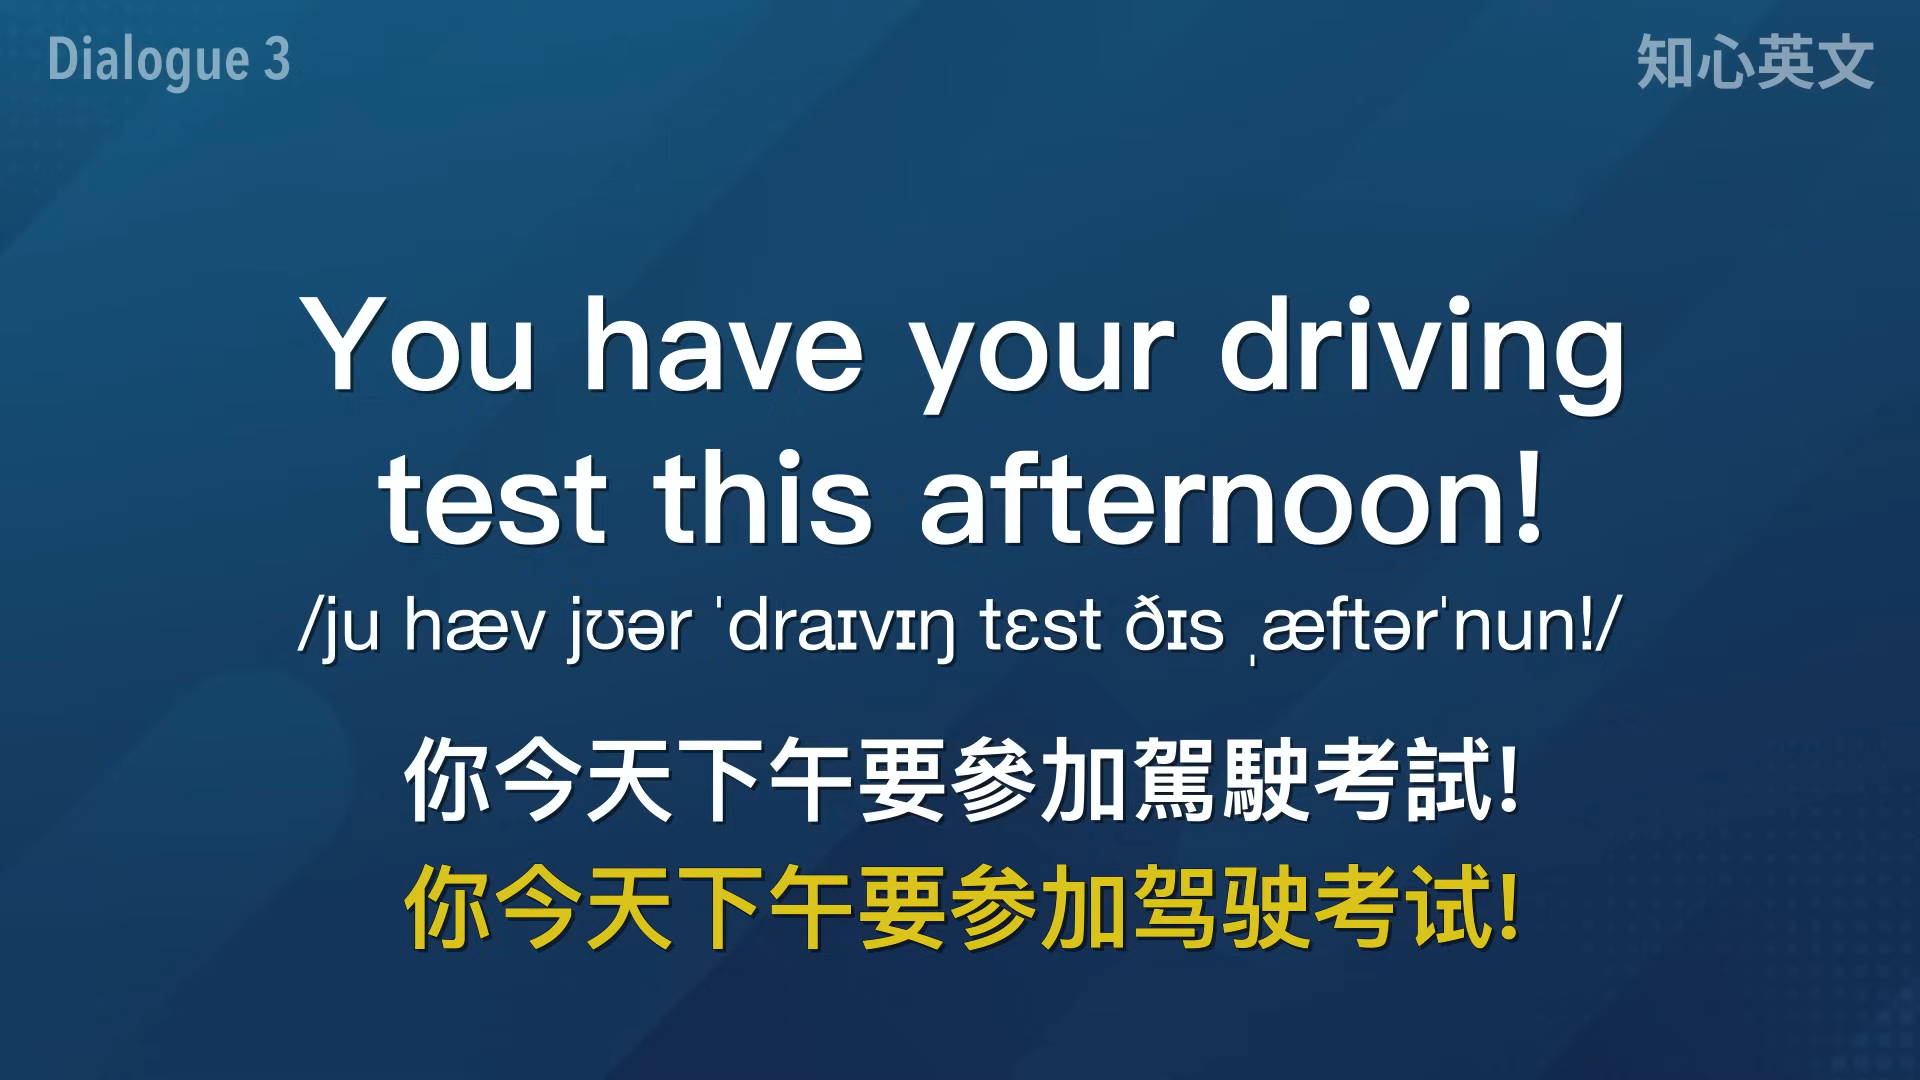 Dialogue 3
知心英文
You have your driving
test this afternoon!
/ju hæv jʊər ˈdraɪvɪŋ tɛst ðɪs ˌæftərˈnun!/
你今天下午要參加駕駛考試!
你今天下午要参加驾驶考试!